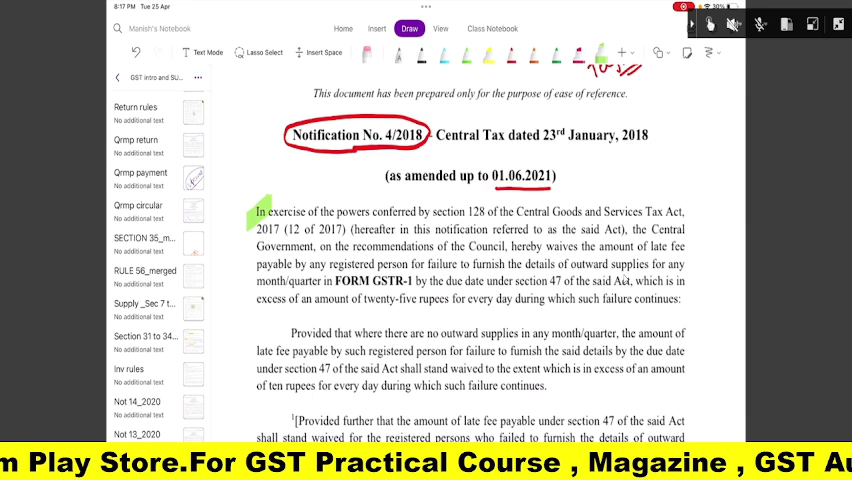 8:17 PM Tue 25 Apr
30%
Manish's Notebook
Home Insert Draw View Class Notebook
Text Mode Lasso Select Insert Space
GST intro and SU...
Return rules
No additional text
Qrmp return
No additional text
Qrmp payment
No additional text
Qrmp circular
No additional text
SECTION 35_m...
No additional text
RULE 56_merged
No additional text
Supply _Sec 7 t...
No additional text
Section 31 to 34...
No additional text
Inv rules
No additional text
Not 14_2020
No additional text
Not 13_2020
No additional text
This document has been prepared only for the purpose of ease of reference.
Notification No. 4/2018 - Central Tax dated 23rd January, 2018
(as amended up to 01.06.2021)
In exercise of the powers conferred by section 128 of the Central Goods and Services Tax Act,
2017 (12 of 2017) (hereafter in this notification referred to as the said Act), the Central
Government, on the recommendations of the Council, hereby waives the amount of late fee
payable by any registered person for failure to furnish the details of outward supplies for any
month/quarter in FORM GSTR-1 by the due date under section 47 of the said Act, which is in
excess of an amount of twenty-five rupees for every day during which such failure continues:
Provided that where there are no outward supplies in any month/quarter, the amount of
late fee payable by such registered person for failure to furnish the said details by the due date
under section 47 of the said Act shall stand waived to the extent which is in excess of an amount
of ten rupees for every day during which such failure continues.
1[Provided further that the amount of late fee payable under section 47 of the said Act
shall stand waived for the registered persons who failed to furnish the details of outward
m Play Store.For GST Practical Course , Magazine , GST Au